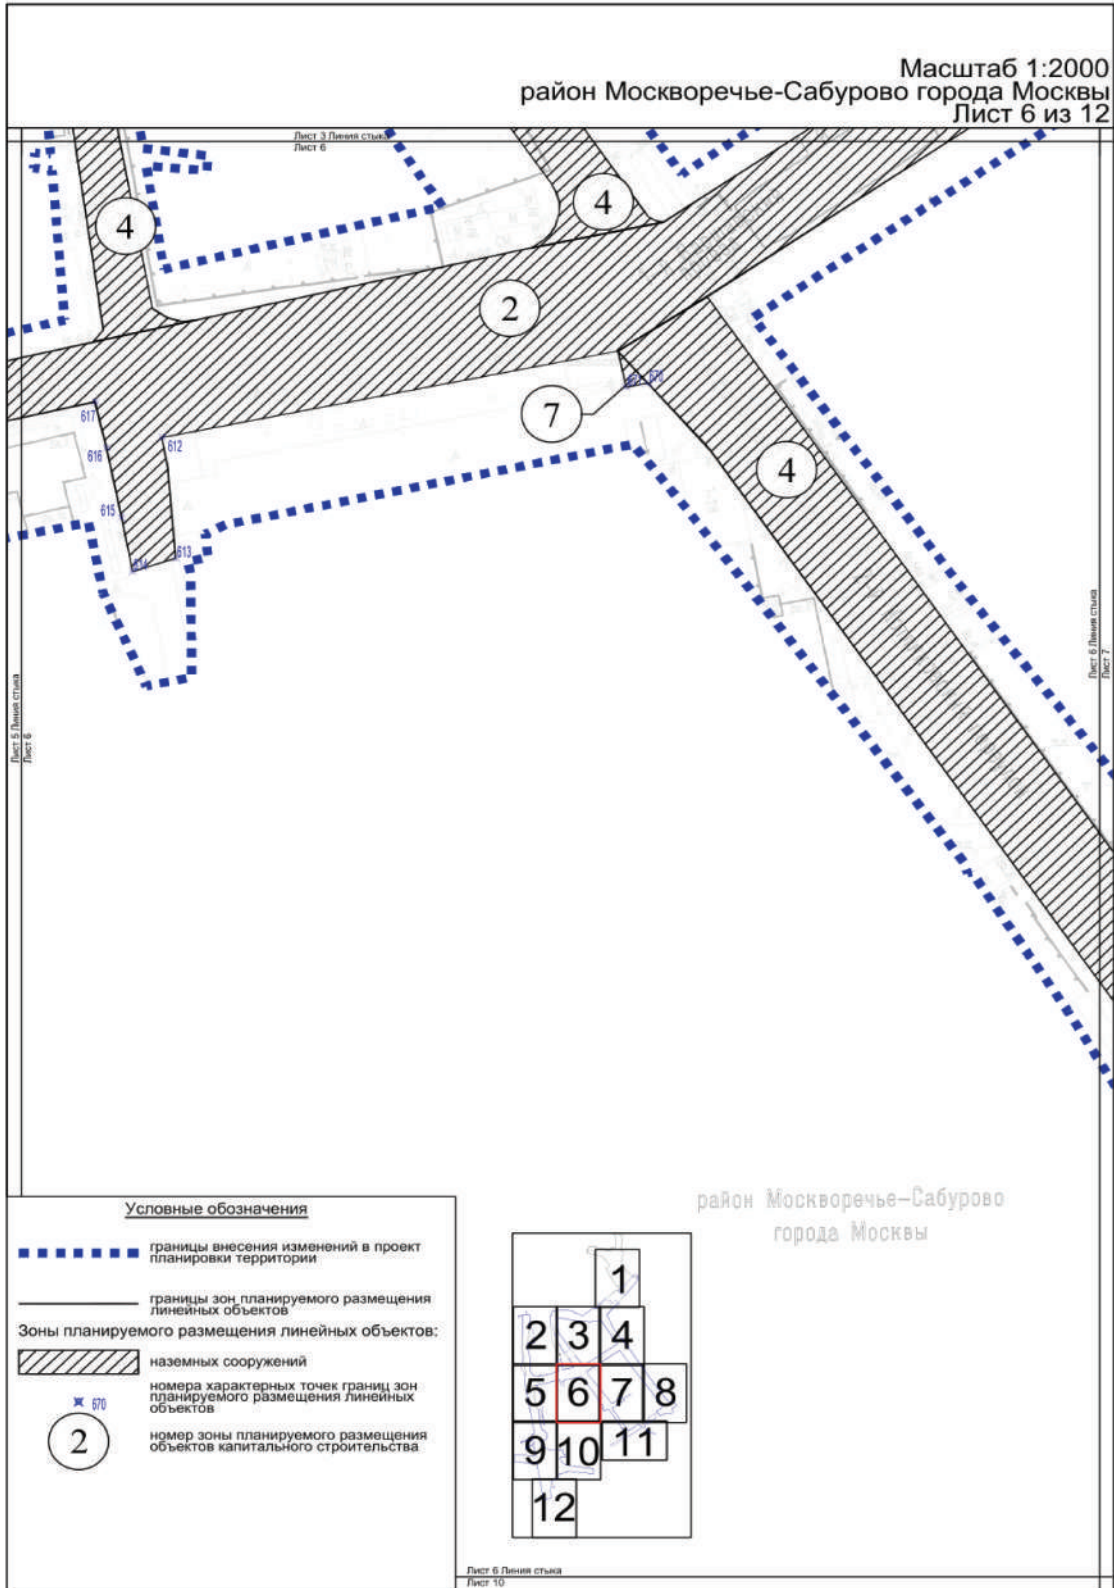 Масштаб 1:2000
район Москворечье-Сабурово города Москвы
Лист 6 из 12
Лист 3 Линия стыка
Лист 6
4
4
2
7
670
617
612
616
4
615
613
614
Лист 5 Линия стыка
Лист 6
Лист 6 Линия стыка
Лист 7
район Москворечье-Сабурово
города Москвы
Условные обозначения
границы внесения изменений в проект
планировки территории
границы зон планируемого размещения
линейных объектов
Зоны планируемого размещения линейных объектов:
наземных сооружений
670
номера характерных точек границ зон
планируемого размещения линейных
объектов
2
номер зоны планируемого размещения
объектов капитального строительства
1
2 3 4
5 6 7 8
9 10 11
12
Лист 6 Линия стыка
Лист 10